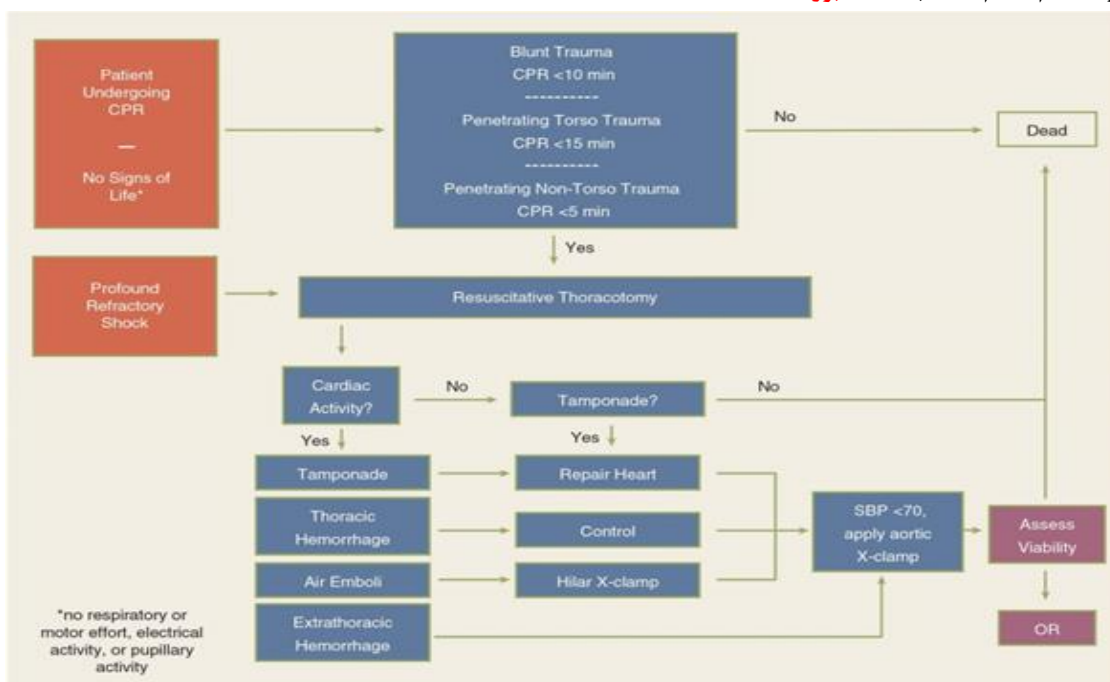 Patient
Undergoing
CPR
—
No Signs of
Life*
Blunt Trauma
CPR <10 min
----------
Penetrating Torso Trauma
CPR <15 min
----------
Penetrating Non-Torso Trauma
CPR <5 min
No
Dead
Yes
Profound
Refractory
Shock
Resuscitative Thoracotomy
Cardiac
Activity?
No
Tamponade?
No
Yes
Yes
Tamponade
Repair Heart
Thoracic
Hemorrhage
Control
SBP <70,
apply aortic
X-clamp
Assess
Viability
Air Emboli
Hilar X-clamp
Extrathoracic
Hemorrhage
OR
*no respiratory or
motor effort, electrical
activity, or pupillary
activity